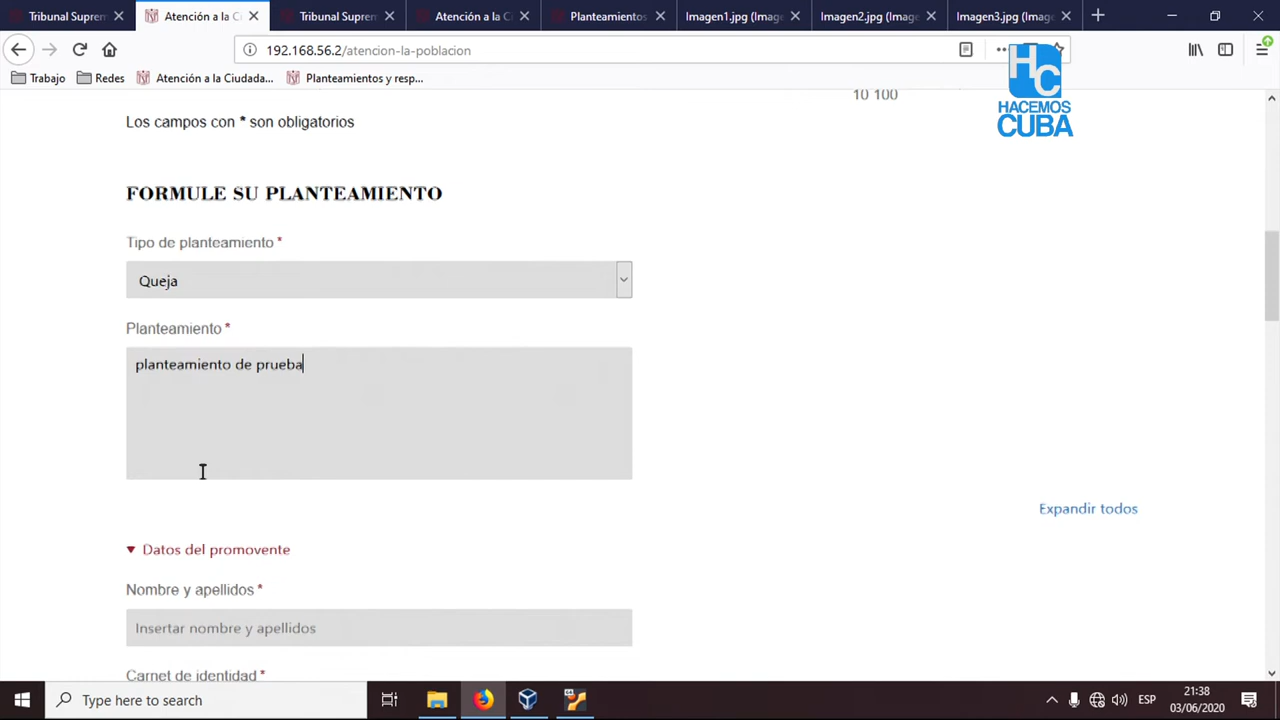 Tribunal Suprem
Atención a la C
Tribunal Suprem
Atención a la C
Planteamientos
Imagen1.jpg (Imag
Imagen2.jpg (Imag
Imagen3.jpg (Imag
192.168.56.2/atencion-la-poblacion
Trabajo
Redes
Atención a la Ciudada...
Planteamientos y resp...
HC
HACEMOS
CUBA
10 100
Los campos con * son obligatorios
FORMULE SU PLANTEAMIENTO
Tipo de planteamiento *
Queja
Planteamiento *
planteamiento de prueba
Expandir todos
Datos del promovente
Nombre y apellidos *
Insertar nombre y apellidos
Carnet de identidad *
Type here to search
ESP
21:38
03/06/2020